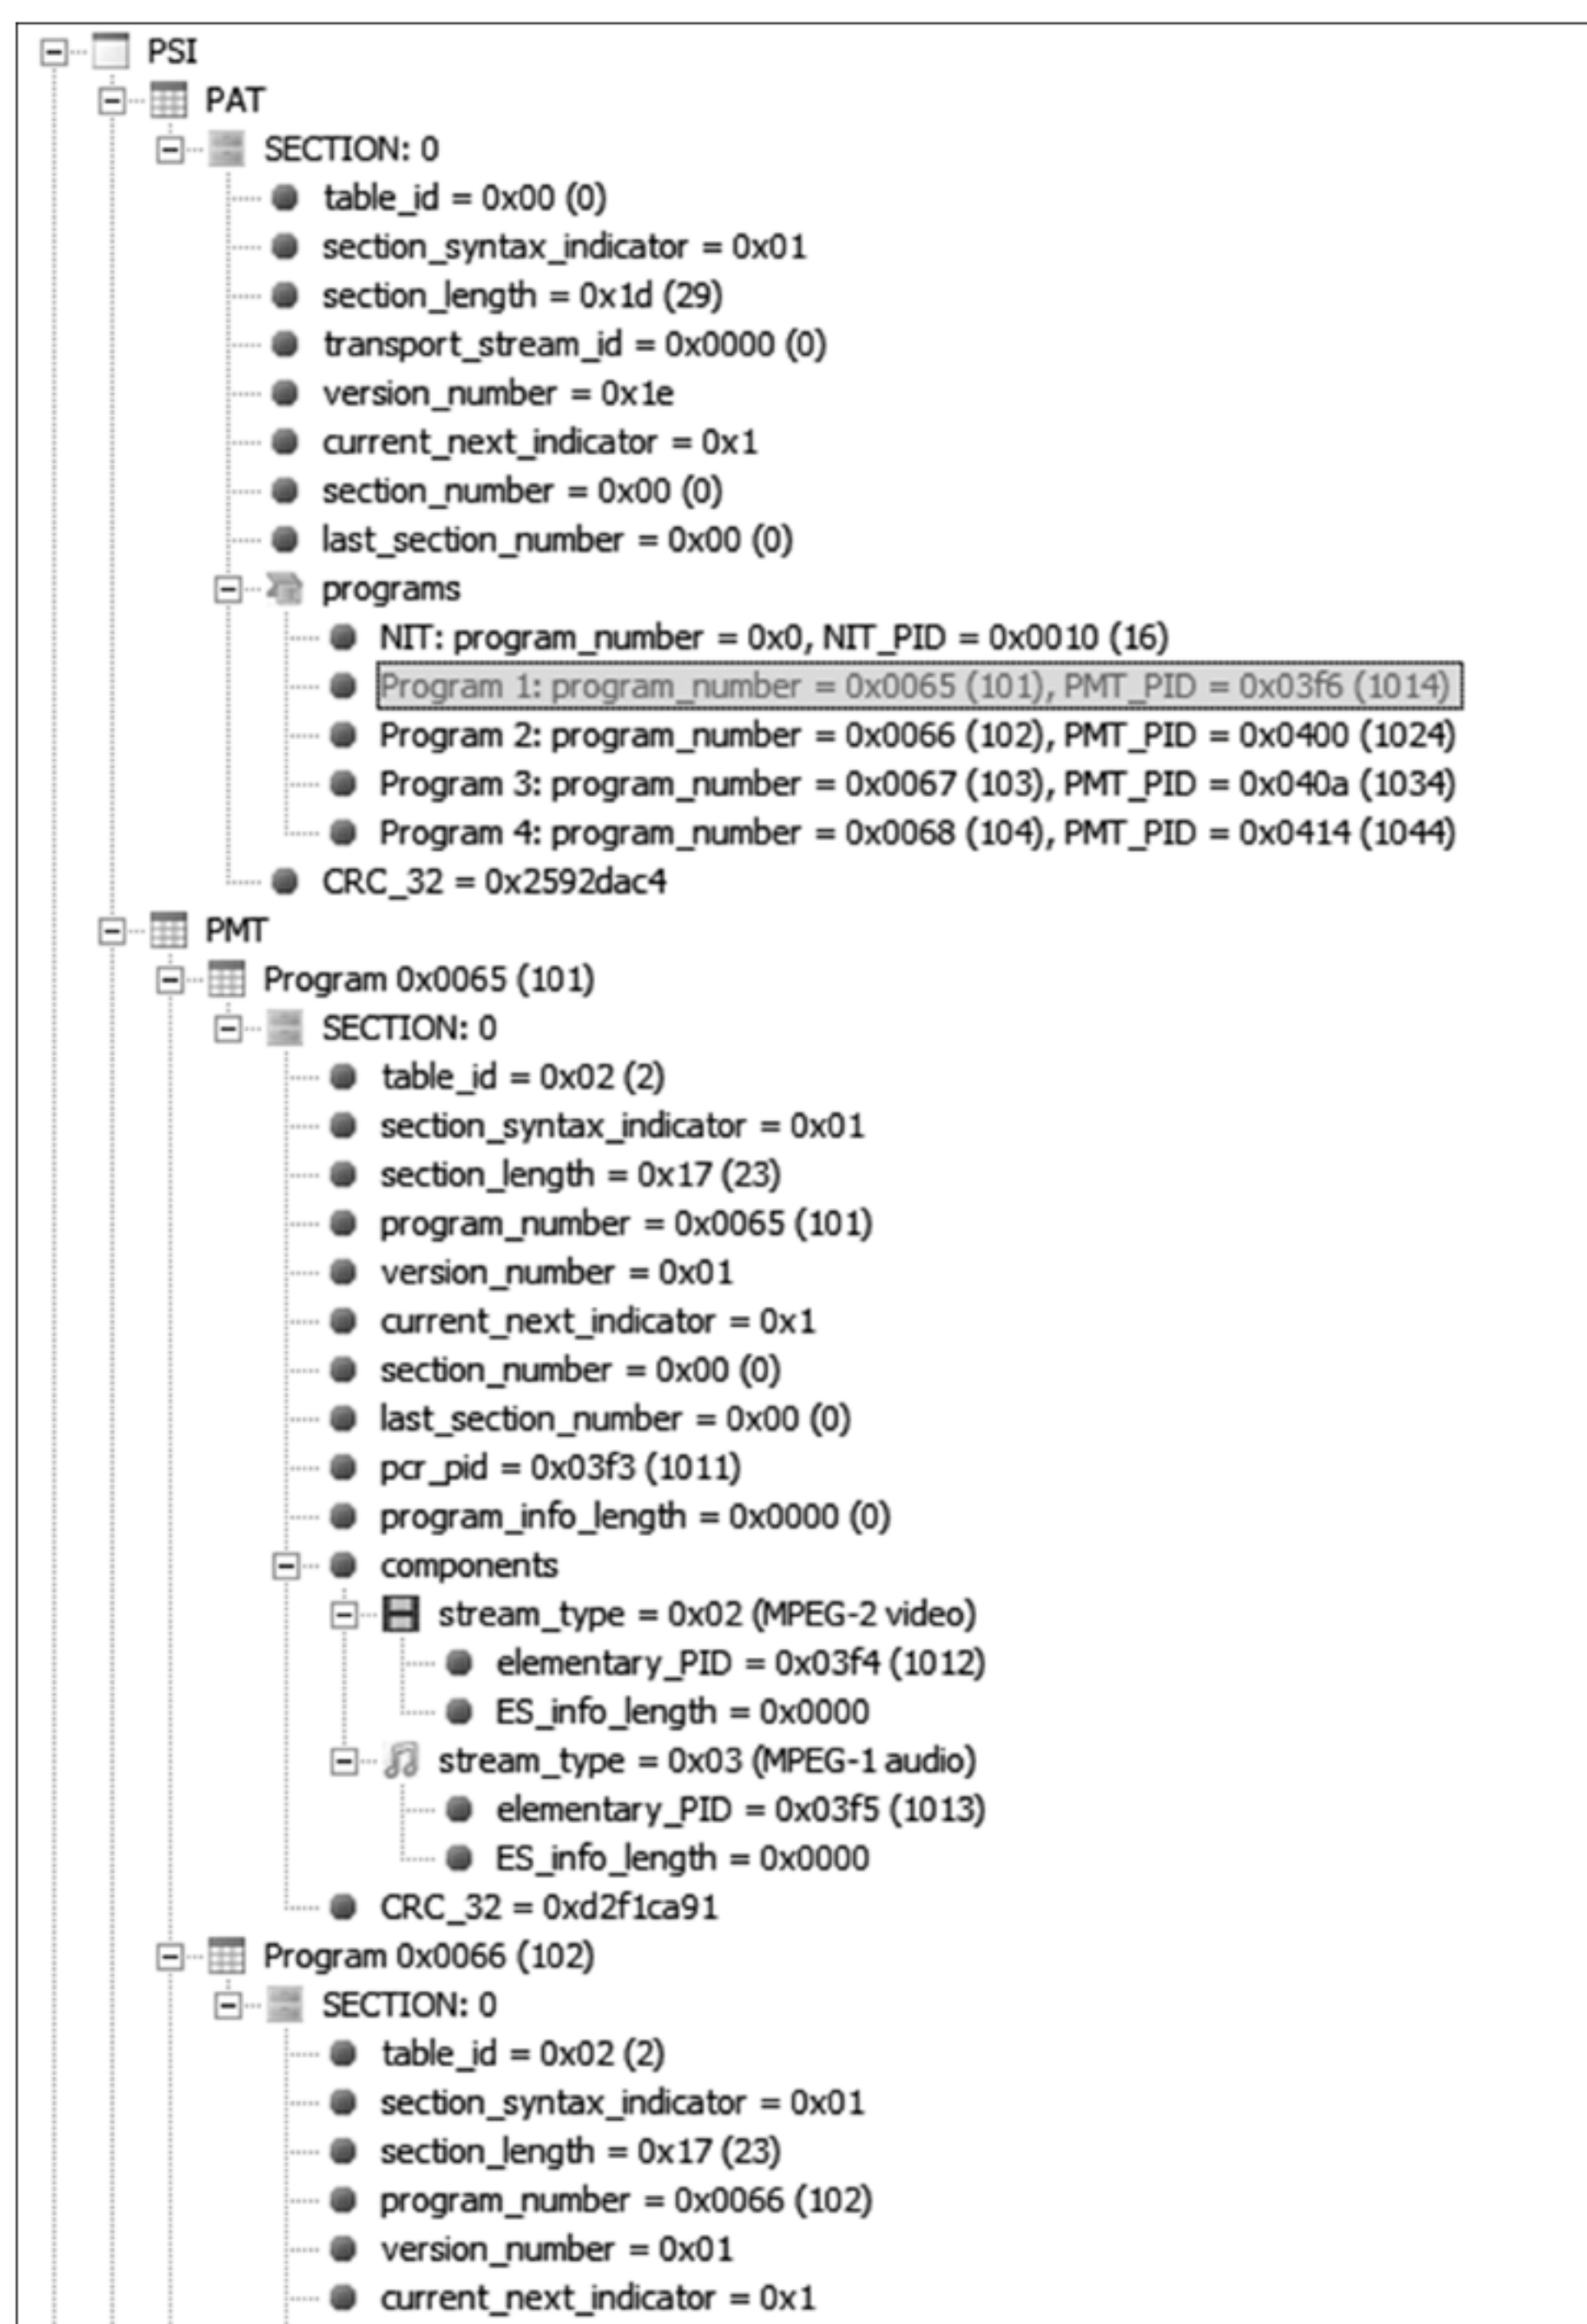 PSI
PAT
SECTION: 0
table_id = 0x00 (0)
section_syntax_indicator = 0x01
section_length = 0x1d (29)
transport_stream_id = 0x0000 (0)
version_number = 0x1e
current_next_indicator = 0x1
section_number = 0x00 (0)
last_section_number = 0x00 (0)
programs
NIT: program_number = 0x0, NIT_PID = 0x0010 (16)
Program 1: program_number = 0x0065 (101), PMT_PID = 0x03f6 (1014)
Program 2: program_number = 0x0066 (102), PMT_PID = 0x0400 (1024)
Program 3: program_number = 0x0067 (103), PMT_PID = 0x040a (1034)
Program 4: program_number = 0x0068 (104), PMT_PID = 0x0414 (1044)
CRC_32 = 0x2592dac4
PMT
Program 0x0065 (101)
SECTION: 0
table_id = 0x02 (2)
section_syntax_indicator = 0x01
section_length = 0x17 (23)
program_number = 0x0065 (101)
version_number = 0x01
current_next_indicator = 0x1
section_number = 0x00 (0)
last_section_number = 0x00 (0)
pcr_pid = 0x03f3 (1011)
program_info_length = 0x0000 (0)
components
stream_type = 0x02 (MPEG-2 video)
elementary_PID = 0x03f4 (1012)
ES_info_length = 0x0000
stream_type = 0x03 (MPEG-1 audio)
elementary_PID = 0x03f5 (1013)
ES_info_length = 0x0000
CRC_32 = 0xd2f1ca91
Program 0x0066 (102)
SECTION: 0
table_id = 0x02 (2)
section_syntax_indicator = 0x01
section_length = 0x17 (23)
program_number = 0x0066 (102)
version_number = 0x01
current_next_indicator = 0x1